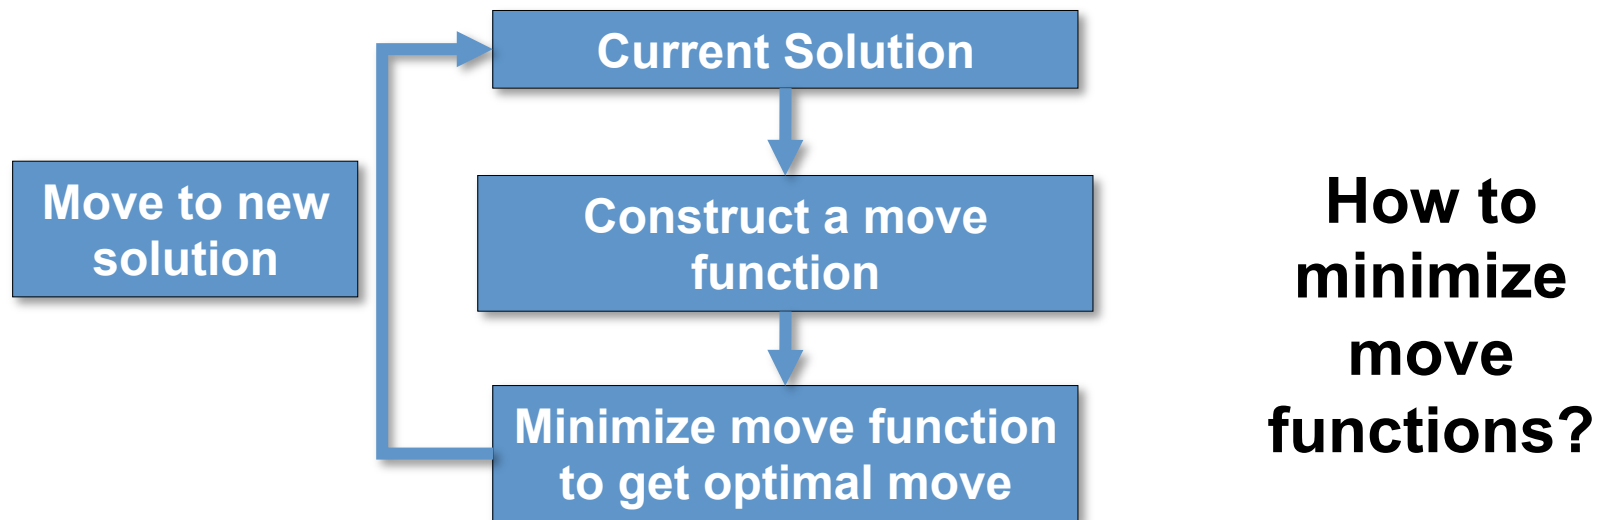 Current Solution
Move to new
solution
Construct a move
function
Minimize move function
to get optimal move
How to
minimize
move
functions?